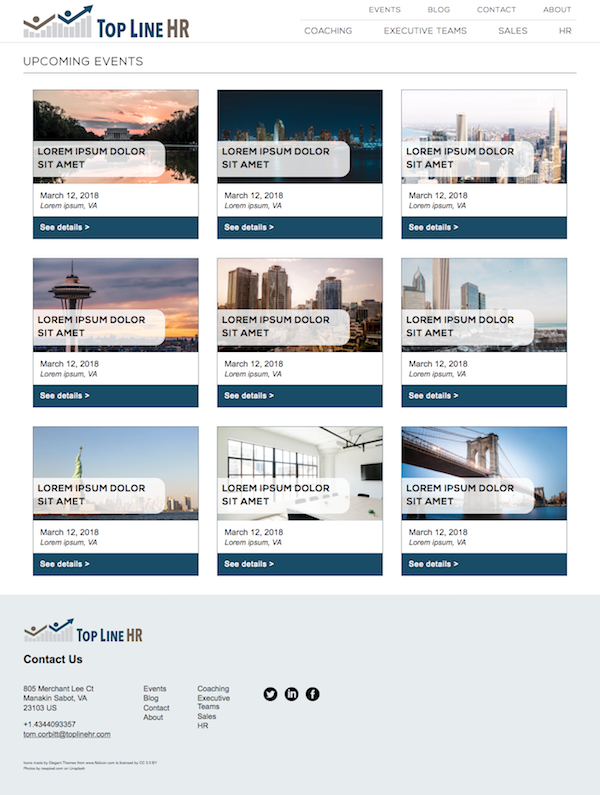 EVENTS BLOG CONTACT ABOUT
TOP LINE HR
COACHING EXECUTIVE TEAMS SALES HR
UPCOMING EVENTS
LOREM IPSUM DOLOR
SIT AMET
March 12, 2018
Lorem ipsum, VA
See details >
LOREM IPSUM DOLOR
SIT AMET
March 12, 2018
Lorem ipsum, VA
See details >
LOREM IPSUM DOLOR
SIT AMET
March 12, 2018
Lorem ipsum, VA
See details >
LOREM IPSUM DOLOR
SIT AMET
March 12, 2018
Lorem ipsum, VA
See details >
LOREM IPSUM DOLOR
SIT AMET
March 12, 2018
Lorem ipsum, VA
See details >
LOREM IPSUM DOLOR
SIT AMET
March 12, 2018
Lorem ipsum, VA
See details >
LOREM IPSUM DOLOR
SIT AMET
March 12, 2018
Lorem ipsum, VA
See details >
LOREM IPSUM DOLOR
SIT AMET
March 12, 2018
Lorem ipsum, VA
See details >
LOREM IPSUM DOLOR
SIT AMET
March 12, 2018
Lorem ipsum, VA
See details >
TOP LINE HR
Contact Us
805 Merchant Lee Ct
Manakin Sabot, VA
23103 US
+1.4344093357
tom.corbitt@toplinehr.com
Events
Blog
Contact
About
Coaching
Executive
Teams
Sales
HR
Icons made by Elegant Themes from www.flaticon.com is licensed by CC 3.0 BY
Photos by rawpixel.com on Unsplash